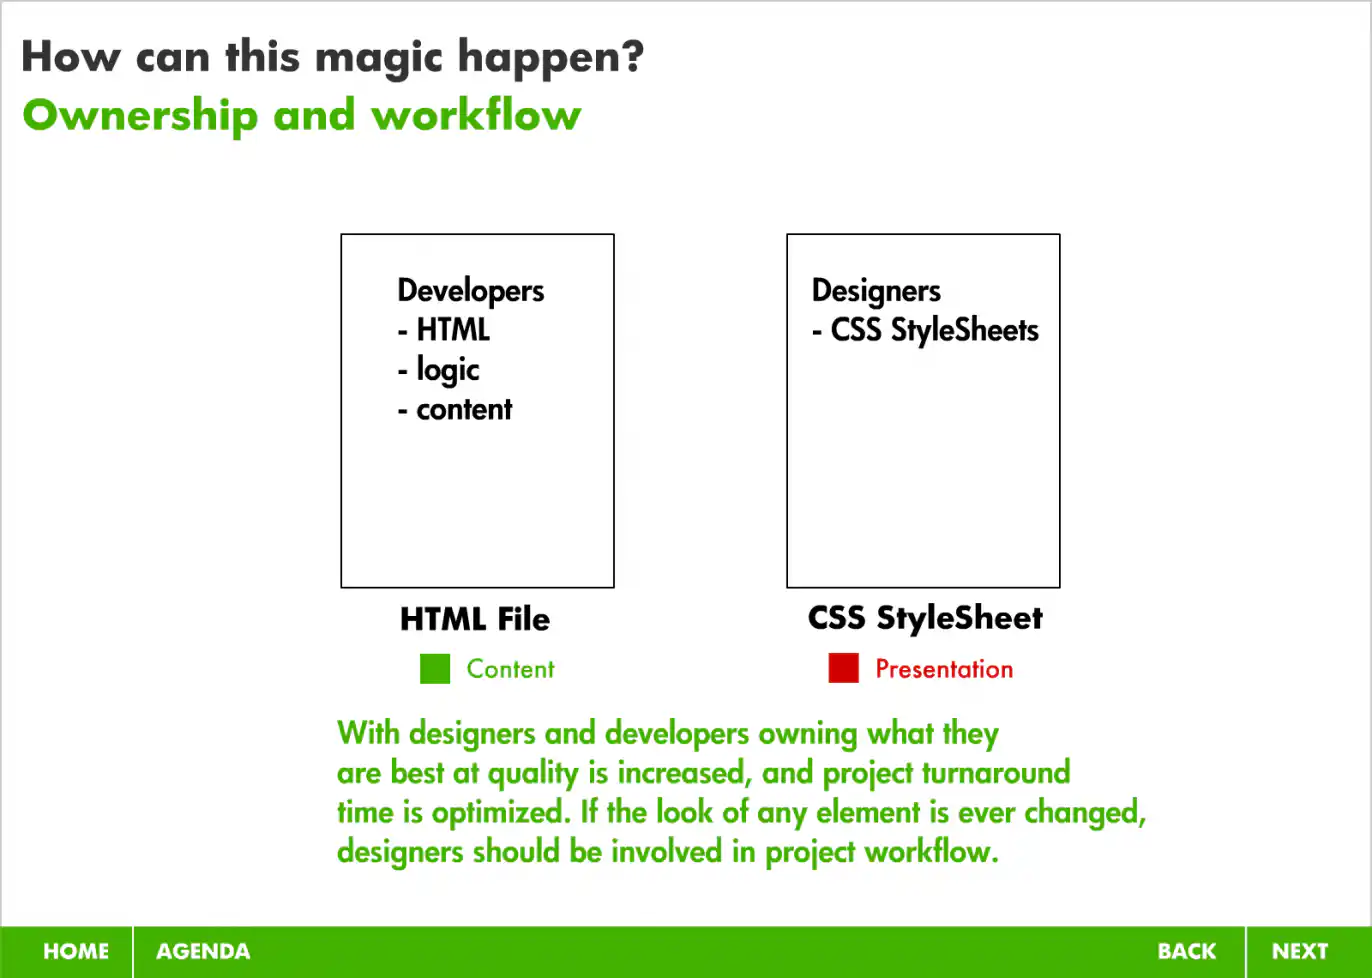 How can this magic happen?
Ownership and workflow
Developers
- HTML
- logic
- content
HTML File
Content
Designers
- CSS StyleSheets
CSS StyleSheet
Presentation
With designers and developers owning what they
are best at quality is increased, and project turnaround
time is optimized. If the look of any element is ever changed,
designers should be involved in project workflow.
HOME
AGENDA
BACK
NEXT